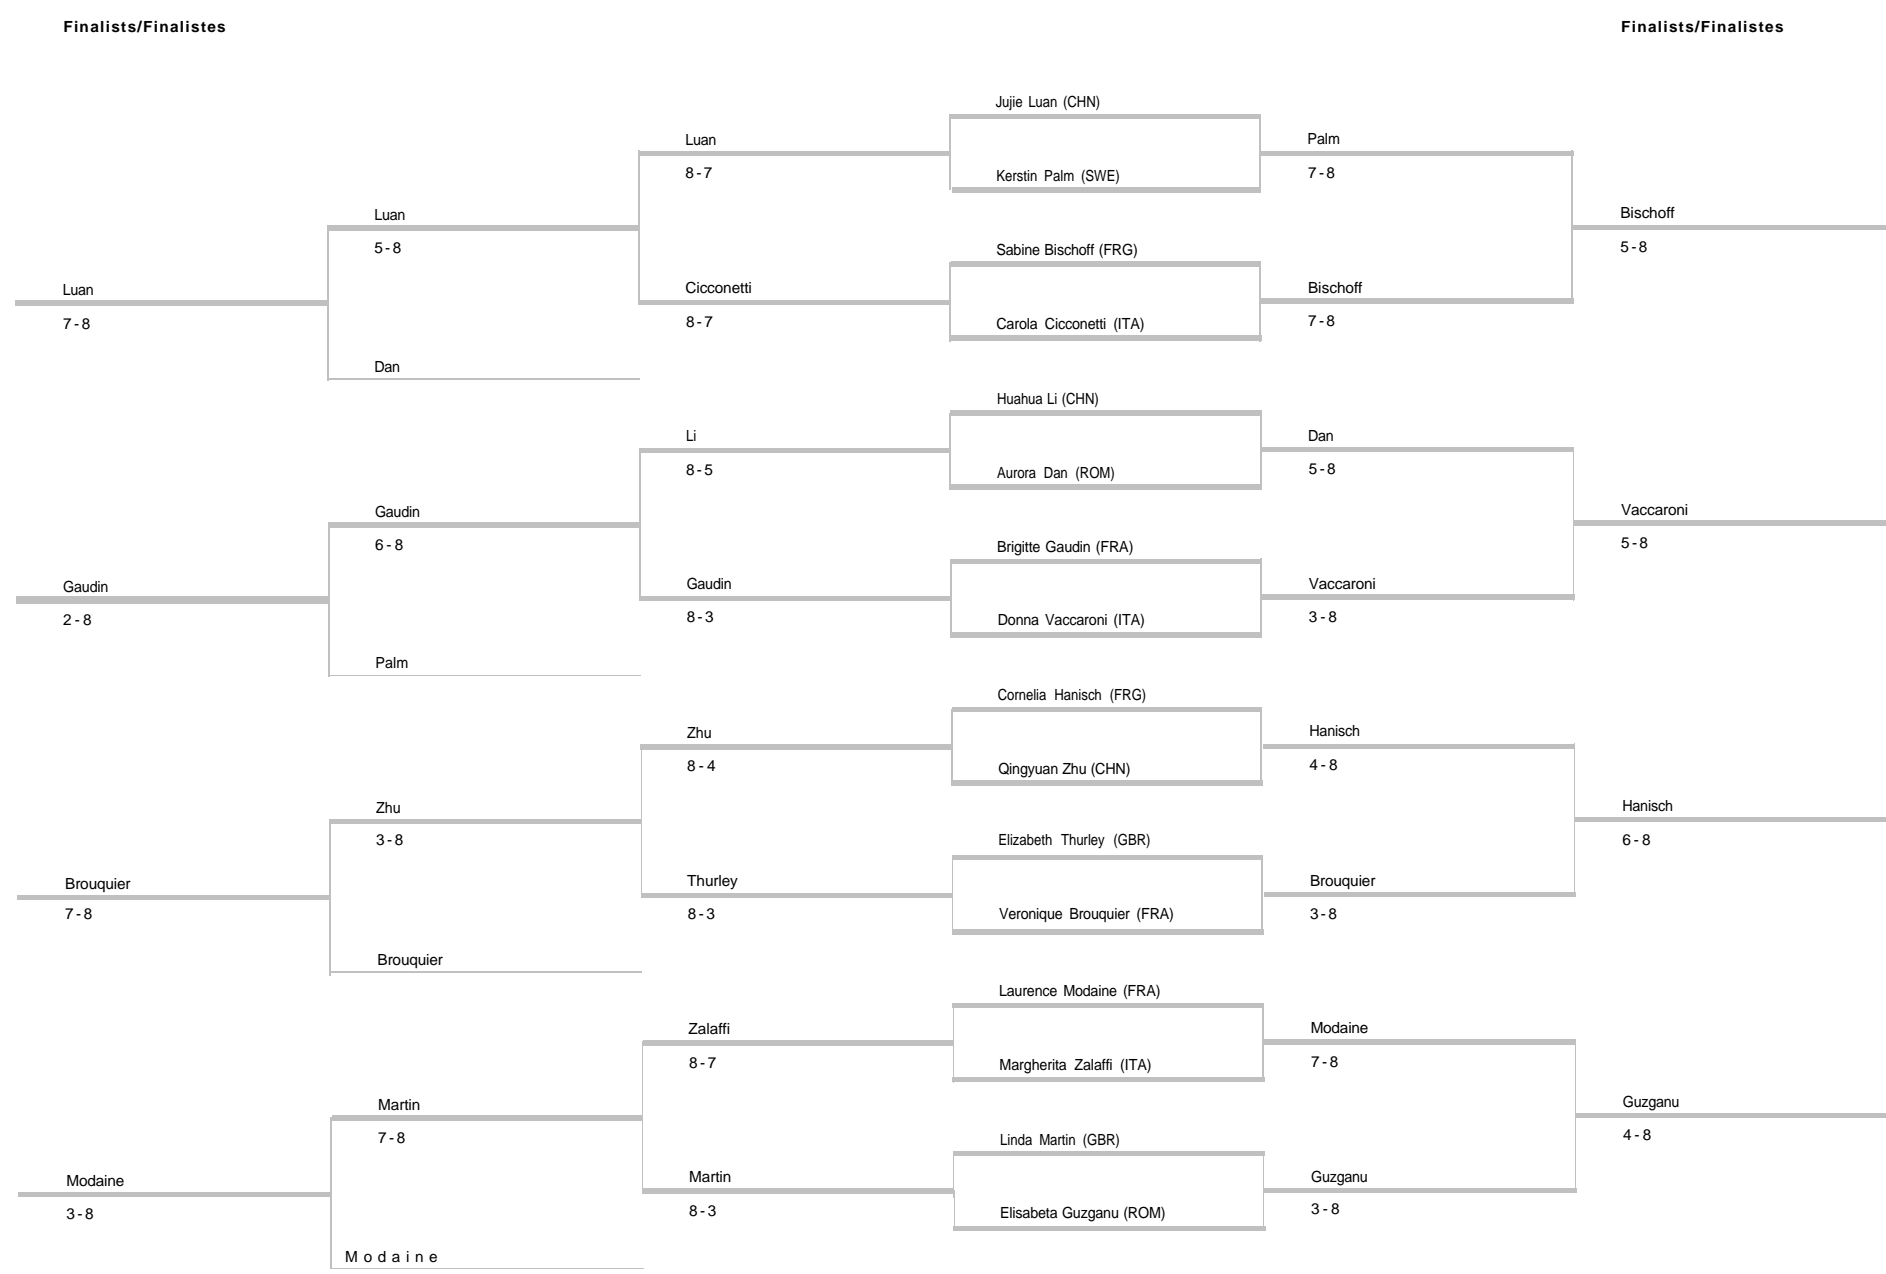 Finalists/Finalistes
Finalists/Finalistes
Jujie Luan (CHN)
Luan
Palm
8-7
Kerstin Palm (SWE)
7-8
Luan
Bischoff
5-8
Sabine Bischoff (FRG)
5-8
Luan
Cicconetti
Bischoff
7-8
8-7
Carola Cicconetti (ITA)
7-8
Dan
Huahua Li (CHN)
Li
Dan
8-5
Aurora Dan (ROM)
5-8
Gaudin
Vaccaroni
6-8
Brigitte Gaudin (FRA)
5-8
Gaudin
Gaudin
Vaccaroni
2-8
8-3
Donna Vaccaroni (ITA)
3-8
Palm
Cornelia Hanisch (FRG)
Zhu
Hanisch
8-4
Qingyuan Zhu (CHN)
4-8
Zhu
Hanisch
3-8
Elizabeth Thurley (GBR)
6-8
Brouquier
Thurley
Brouquier
7-8
8-3
Veronique Brouquier (FRA)
3-8
Brouquier
Laurence Modaine (FRA)
Zalaffi
Modaine
8-7
Margherita Zalaffi (ITA)
7-8
Martin
Guzganu
7-8
Linda Martin (GBR)
4-8
Modaine
Martin
Guzganu
3-8
8-3
Elisabeta Guzganu (ROM)
3-8
Modaine